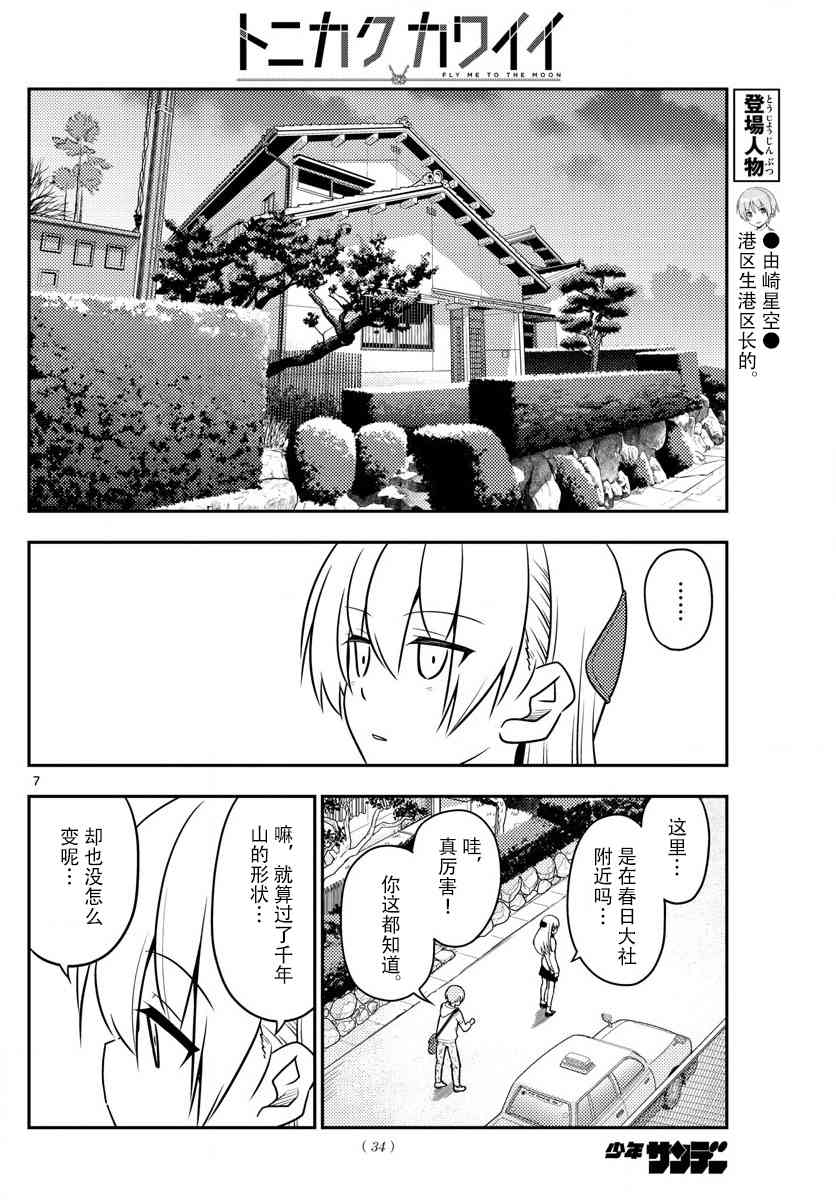 トニカクカワイイ
FLY ME TO THE MOON
とうじょうじんぶつ
登場人物
●由崎星空●
港区生港区长的。
……
7
这里…
是在春日大社
附近吗…
哇，
真厉害！
你这都知道。
嘛，就算过了千年
山的形状…
却也没怎么
变呢…
(34)
少年サンデー